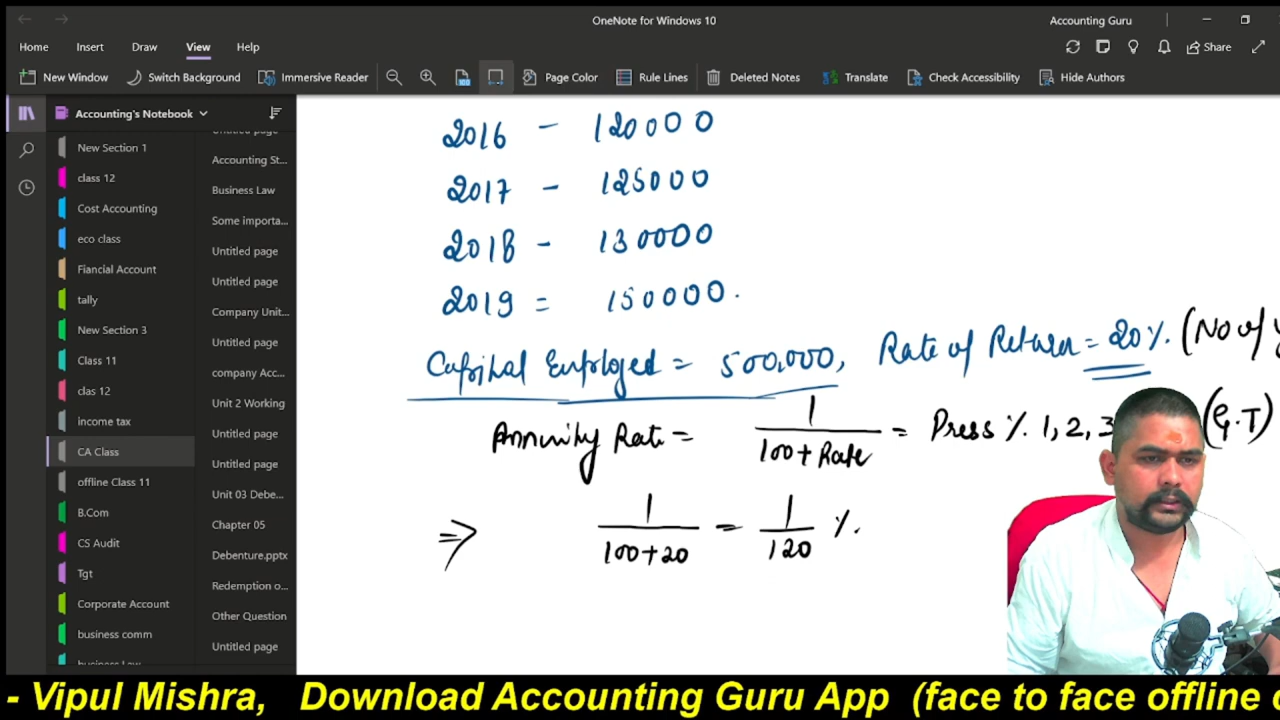 OneNote for Windows 10
Accounting Guru
Home Insert Draw View Help
Share
New Window Switch Background Immersive Reader Page Color Rule Lines Deleted Notes Translate Check Accessibility Hide Authors
Accounting's Notebook
New Section 1
class 12
Cost Accounting
eco class
Fiancial Account
tally
New Section 3
Class 11
clas 12
income tax
CA Class
offline Class 11
B.Com
CS Audit
Tgt
Corporate Account
business comm
business Law
Untitled page
Accounting St...
Business Law
Some importa...
Untitled page
Untitled page
Company Unit...
Untitled page
company Acc...
Unit 2 Working
Untitled page
Untitled page
Unit 03 Debe...
Chapter 05
Debenture.pptx
Redemption o...
Other Question
Untitled page
2016 - 120000
2017 - 125000
2018 - 130000
2019 = 150000.
Capital Employed = 500,000, Rate of Return = 20%. (No of
Annuity Rate = 1/100+Rate = Press %. 1, 2, 3 (G.T)
⇒ 1/100+20 = 1/120 %.
- Vipul Mishra, Download Accounting Guru App (face to face offline